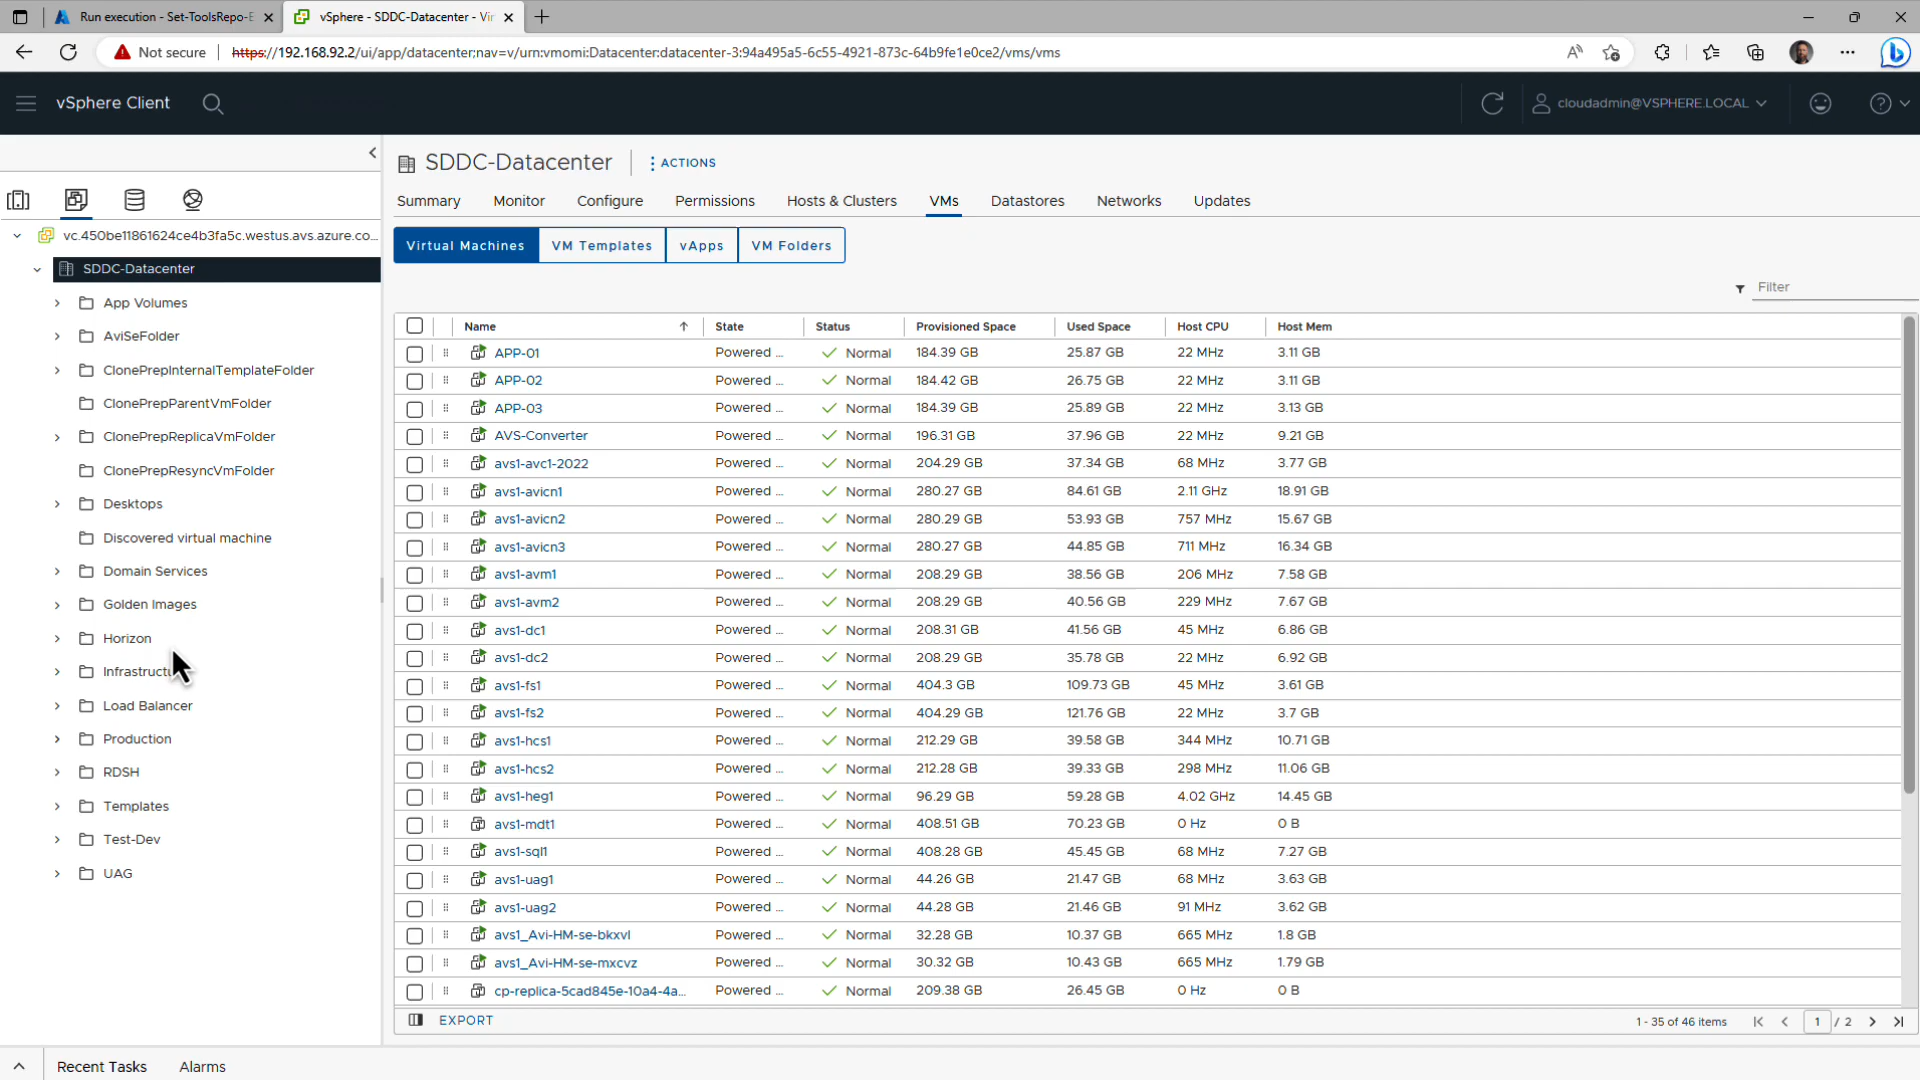 Run execution - Set-ToolsRepo-E
vSphere - SDDC-Datacenter - Vir
Not secure
https://192.168.92.2/ui/app/datacenter;nav=v/urn:vmomi:Datacenter:datacenter-3:94a495a5-6c55-4921-873c-64b9fe1e0ce2/vms/vms
vSphere Client
cloudadmin@VSPHERE.LOCAL
SDDC-Datacenter
ACTIONS
Summary Monitor Configure Permissions Hosts & Clusters VMs Datastores Networks Updates
Virtual Machines VM Templates vApps VM Folders
Filter
vc.450be11861624ce4b3fa5c.westus.avs.azure.co...
SDDC-Datacenter
App Volumes
AviSeFolder
ClonePrepInternalTemplateFolder
ClonePrepParentVmFolder
ClonePrepReplicaVmFolder
ClonePrepResyncVmFolder
Desktops
Discovered virtual machine
Domain Services
Golden Images
Horizon
Infrastructu
Load Balancer
Production
RDSH
Templates
Test-Dev
UAG
Name State Status Provisioned Space Used Space Host CPU Host Mem
APP-01 Powered ... Normal 184.39 GB 25.87 GB 22 MHz 3.11 GB
APP-02 Powered ... Normal 184.42 GB 26.75 GB 22 MHz 3.11 GB
APP-03 Powered ... Normal 184.39 GB 25.89 GB 22 MHz 3.13 GB
AVS-Converter Powered ... Normal 196.31 GB 37.96 GB 22 MHz 9.21 GB
avs1-avc1-2022 Powered ... Normal 204.29 GB 37.34 GB 68 MHz 3.77 GB
avs1-avicn1 Powered ... Normal 280.27 GB 84.61 GB 2.11 GHz 18.91 GB
avs1-avicn2 Powered ... Normal 280.29 GB 53.93 GB 757 MHz 15.67 GB
avs1-avicn3 Powered ... Normal 280.27 GB 44.85 GB 711 MHz 16.34 GB
avs1-avm1 Powered ... Normal 208.29 GB 38.56 GB 206 MHz 7.58 GB
avs1-avm2 Powered ... Normal 208.29 GB 40.56 GB 229 MHz 7.67 GB
avs1-dc1 Powered ... Normal 208.31 GB 41.56 GB 45 MHz 6.86 GB
avs1-dc2 Powered ... Normal 208.29 GB 35.78 GB 22 MHz 6.92 GB
avs1-fs1 Powered ... Normal 404.3 GB 109.73 GB 45 MHz 3.61 GB
avs1-fs2 Powered ... Normal 404.29 GB 121.76 GB 22 MHz 3.7 GB
avs1-hcs1 Powered ... Normal 212.29 GB 39.58 GB 344 MHz 10.71 GB
avs1-hcs2 Powered ... Normal 212.28 GB 39.33 GB 298 MHz 11.06 GB
avs1-heg1 Powered ... Normal 96.29 GB 59.28 GB 4.02 GHz 14.45 GB
avs1-mdt1 Powered ... Normal 408.51 GB 70.23 GB 0 Hz 0 B
avs1-sql1 Powered ... Normal 408.28 GB 45.45 GB 68 MHz 7.27 GB
avs1-uag1 Powered ... Normal 44.26 GB 21.47 GB 68 MHz 3.63 GB
avs1-uag2 Powered ... Normal 44.28 GB 21.46 GB 91 MHz 3.62 GB
avs1_Avi-HM-se-bkxvl Powered ... Normal 32.28 GB 10.37 GB 665 MHz 1.8 GB
avs1_Avi-HM-se-mxcvz Powered ... Normal 30.32 GB 10.43 GB 665 MHz 1.79 GB
cp-replica-5cad845e-10a4-4a... Powered ... Normal 209.38 GB 26.45 GB 0 Hz 0 B
EXPORT
1 - 35 of 46 items
1 / 2
Recent Tasks Alarms